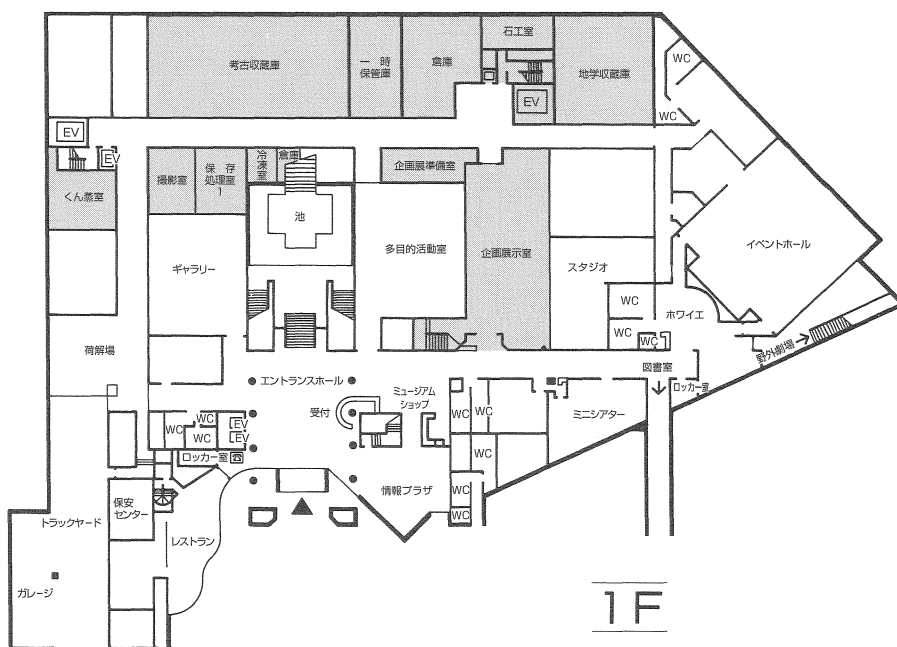 考古収蔵庫
一時
保管庫
倉庫
石工室
地学収蔵庫
WC
EV
WC
EV
EV
くん蒸室
撮影室
保存
処理室
1
冷凍室
倉庫
企画展準備室
池
ギャラリー
多目的活動室
企画展示室
スタジオ
イベントホール
WC
ホワイエ
WC
WC
野外劇場
荷解場
図書室
ロッカー室
エントランスホール
ミュージアム
ショップ
受付
ミニシアター
WC
WC
WC
EV
EV
WC
WC
ロッカー室
WC
情報プラザ
WC
WC
保安
センター
トラックヤード
レストラン
ガレージ
1F